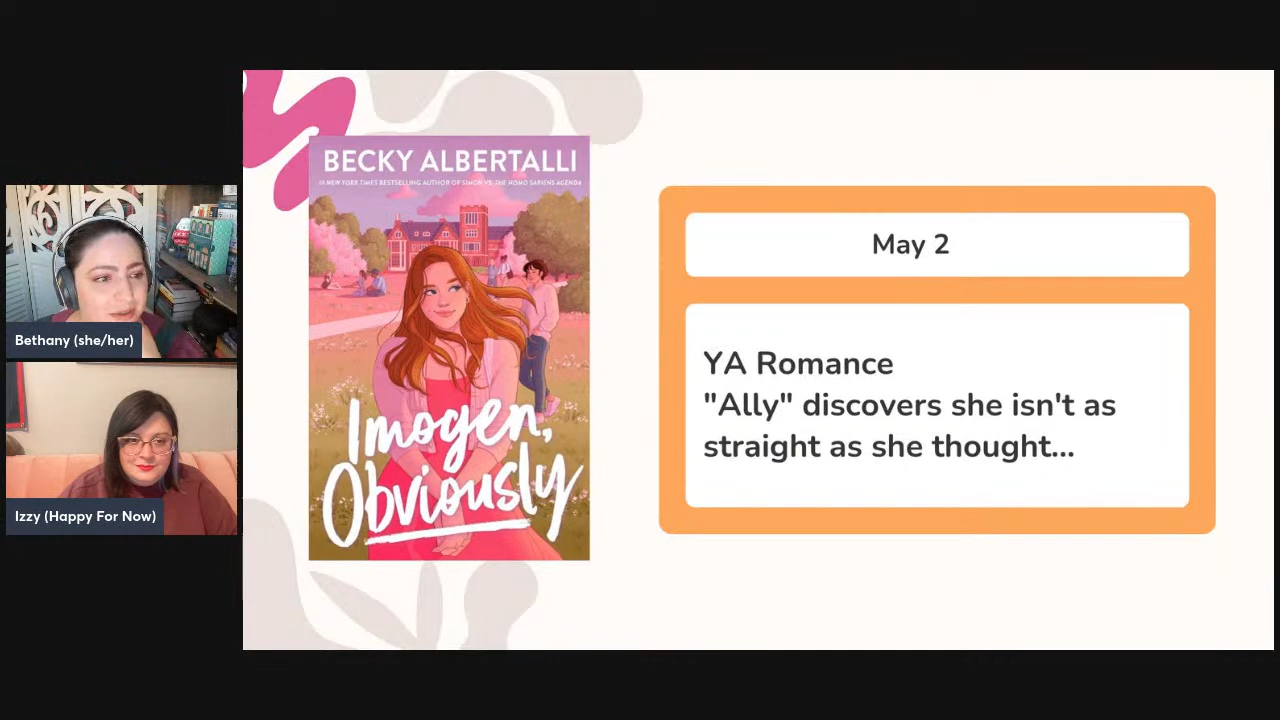 BECKY ALBERTALLI
#1 NEW YORK TIMES BESTSELLING AUTHOR OF SIMON VS. THE HOMO SAPIENS AGENDA
Imogen,
Obviously
May 2
YA Romance
"Ally" discovers she isn't as
straight as she thought...
Bethany (she/her)
Izzy (Happy For Now)